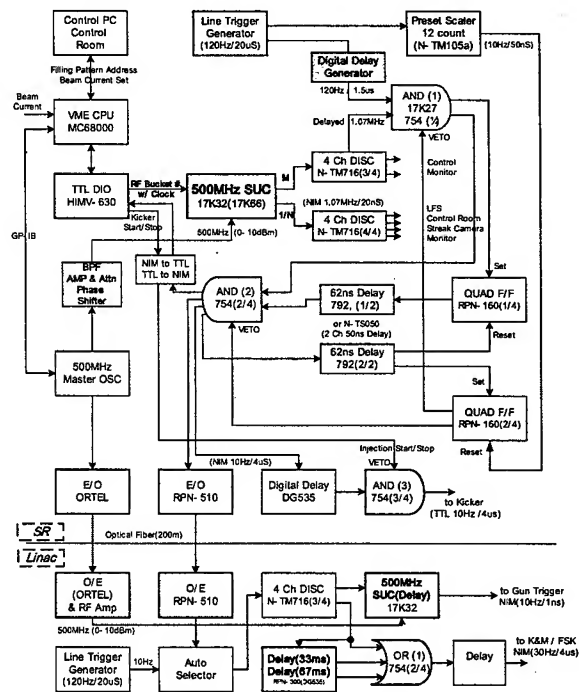 Control PC
Control
Room
Line Trigger
Generator
(120Hz/20uS)
Preset Scaler
12 count
(N- TM105a)
(10Hz/50nS)
Filling Pattern Address
Beam Current Set
Digital Delay
Generator
120Hz
1.5us
Beam
Current
VME CPU
MC68000
AND (1)
17K27
754 (¼)
Delayed
1.07MHz
VETO
TTL DIO
HIMV- 630
RF Bucket #
w/ Clock
500MHz SUC
17K32(17K66)
M
1/N
4 Ch DISC
N- TM716(3/4)
Control
Monitor
(NIM 1.07MHz/20nS)
4 Ch DISC
N- TM716(4/4)
LFS
Control Room
Streak Camera
Monitor
Kicker
Start/Stop
500MHz (0- 10dBm)
GP-IB
BPF
AMP & Attn
Phase
Shifter
NIM to TTL
TTL to NIM
AND (2)
754(2/4)
VETO
62ns Delay
792, (1/2)
or N- TS050
(2 Ch 50ns Delay)
62ns Delay
792(2/2)
Set
QUAD F/F
RPN- 160(1/4)
Reset
Set
QUAD F/F
RPN- 160(2/4)
Reset
500MHz
Master OSC
(NIM 10Hz/4uS)
Injection Start/Stop
VETO
E/O
ORTEL
E/O
RPN- 510
Digital Delay
DG535
AND (3)
754(3/4)
to Kicker
(TTL 10Hz /4us)
SR
Optical Fiber(200m)
Linac
O/E
(ORTEL)
& RF Amp
O/E
RPN- 510
4 Ch DISC
N- TM716(3/4)
500MHz
SUC(Delay)
17K32
to Gun Trigger
NIM(10Hz/1ns)
500MHz (0- 10dBm)
Line Trigger
Generator
(120Hz/20uS)
10Hz
Auto
Selector
Delay(33ms)
Delay(67ms)
RPN- 300(DG535)
OR (1)
754(2/4)
Delay
to K&M / FSK
NIM(30Hz/4us)